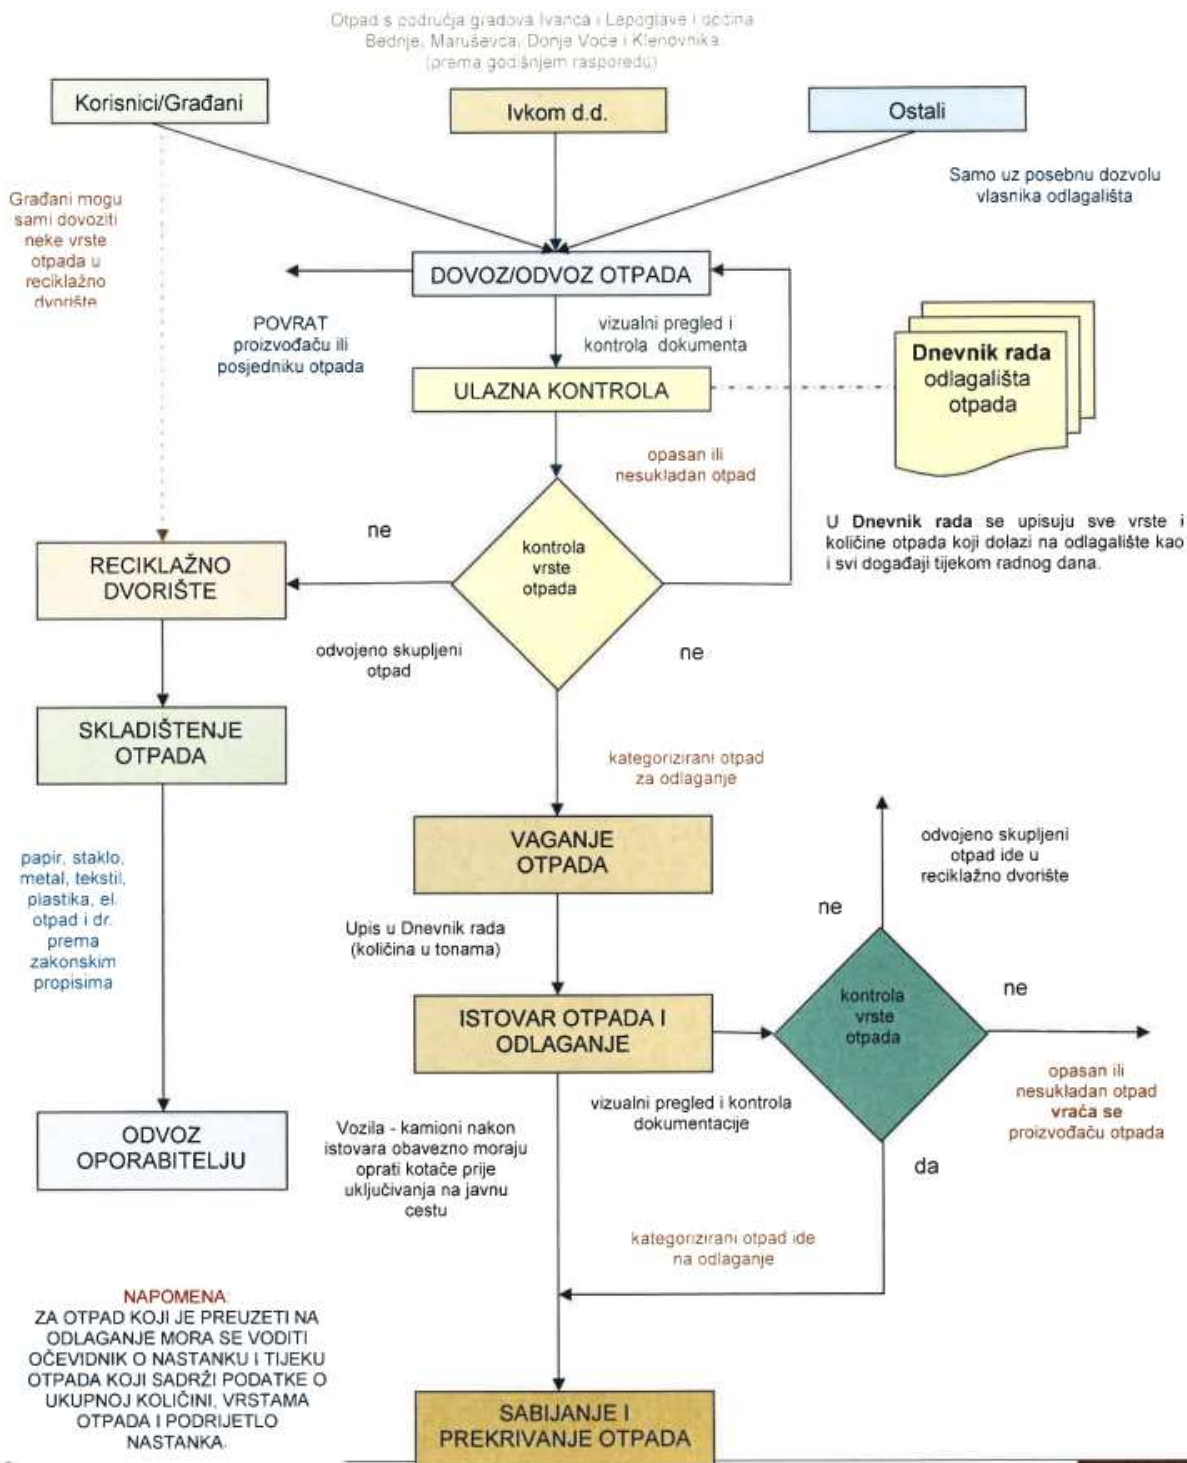 Otpad s područja gradova Ivanca i Lepoglave i općina
Bednje, Maruševca, Donje Voće i Klenovnika
(prema godišnjem rasporedu)
Korisnici/Građani
Ivkom d.d.
Ostali
Građani mogu
sami dovoziti
neke vrste
otpada u
reciklažno
dvorište
Samo uz posebnu dozvolu
vlasnika odlagališta
DOVOZ/ODVOZ OTPADA
POVRAT
proizvođaču ili
posjedniku otpada
vizualni pregled i
kontrola dokumenta
ULAZNA KONTROLA
Dnevnik rada
odlagališta
otpada
opasan ili
nesukladan otpad
U Dnevnik rada se upisuju sve vrste i
količine otpada koji dolazi na odlagalište kao
i svi događaji tijekom radnog dana.
ne
kontrola
vrste
otpada
RECIKLAŽNO
DVORIŠTE
odvojeno skupljeni
otpad
ne
SKLADIŠTENJE
OTPADA
kategorizirani otpad
za odlaganje
VAGANJE
OTPADA
odvojeno skupljeni
otpad ide u
reciklažno dvorište
papir, staklo,
metal, tekstil,
plastika, el.
otpad i dr.
prema
zakonskim
propisima
Upis u Dnevnik rada
(količina u tonama)
ne
ISTOVAR OTPADA I
ODLAGANJE
kontrola
vrste
otpada
ne
opasan ili
nesukladan otpad
vraća se
proizvođaču otpada
vizualni pregled i kontrola
dokumentacije
ODVOZ
OPORABITELJU
Vozila - kamioni nakon
istovara obavezno moraju
oprati kotače prije
uključivanja na javnu
cestu
da
kategorizirani otpad ide
na odlaganje
NAPOMENA:
ZA OTPAD KOJI JE PREUZETI NA
ODLAGANJE MORA SE VODITI
OČEVIDNIK O NASTANKU I TIJEKU
OTPADA KOJI SADRŽI PODATKE O
UKUPNOJ KOLIČINI, VRSTAMA
OTPADA I PODRIJETLO
NASTANKA.
SABIJANJE I
PREKRIVANJE OTPADA